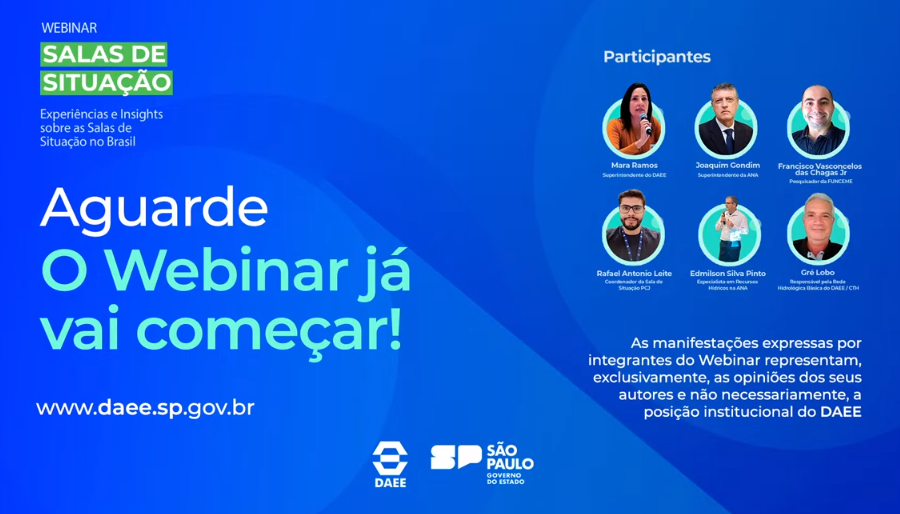 WEBINAR
SALAS DE
SITUAÇÃO
Experiências e Insights
sobre as Salas de
Situação no Brasil
Aguarde
O Webinar já
vai começar!
www.daee.sp.gov.br
Participantes
Mara Ramos
Superintendente do DAEE
Joaquim Gondim
Superintendente da ANA
Francisco Vasconcelos
das Chagas Jr
Pesquisador do FUNCEME
Rafael Antonio Leite
Coordenador da Sala de
Situação PCJ
Edmilson Silva Pinto
Especialista em Recursos
Hídricos na ANA
Gré Lobo
Responsável pela Rede
Hidrológica Básica do DAEE / CTH
As manifestações expressas por
integrantes do Webinar representam,
exclusivamente, as opiniões dos seus
autores e não necessariamente, a
posição institucional do DAEE
DAEE
SP
SÃO
PAULO
GOVERNO
DO ESTADO